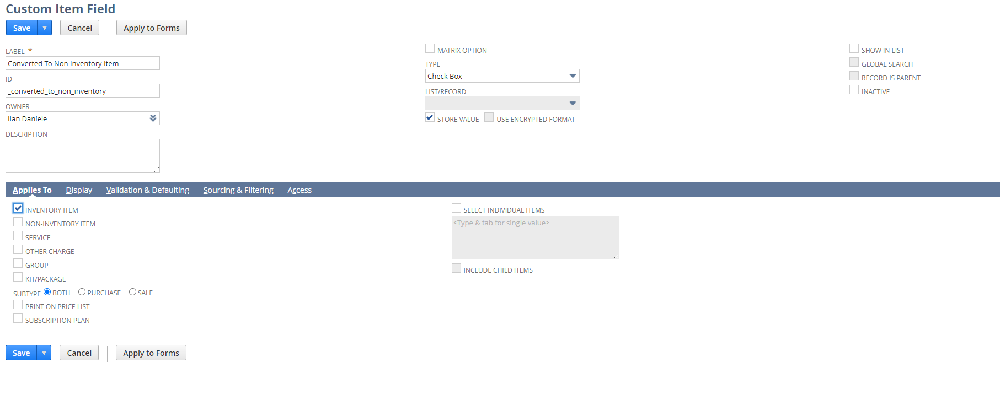 Custom Item Field
Save
Cancel
Apply to Forms
LABEL *
Converted To Non Inventory Item
ID
_converted_to_non_inventory
OWNER
Ilan Daniele
DESCRIPTION
MATRIX OPTION
TYPE
Check Box
LIST/RECORD
STORE VALUE USE ENCRYPTED FORMAT
SHOW IN LIST
GLOBAL SEARCH
RECORD IS PARENT
INACTIVE
Applies To Display Validation & Defaulting Sourcing & Filtering Access
INVENTORY ITEM
NON-INVENTORY ITEM
SERVICE
OTHER CHARGE
GROUP
KIT/PACKAGE
SUBTYPE BOTH PURCHASE SALE
PRINT ON PRICE LIST
SUBSCRIPTION PLAN
SELECT INDIVIDUAL ITEMS
<Type & tab for single value>
INCLUDE CHILD ITEMS
Save
Cancel
Apply to Forms